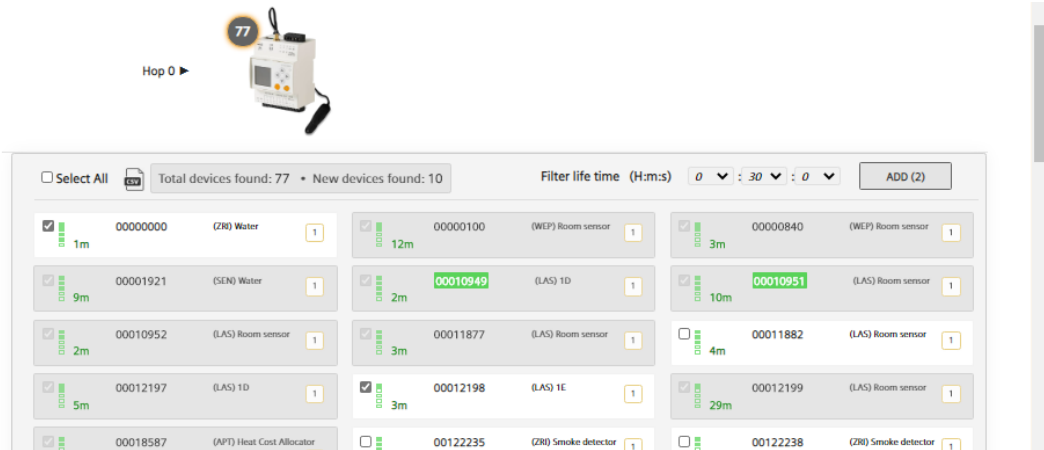 77
Hop 0 ►
Select All CSV Total devices found: 77 • New devices found: 10 Filter life time (H:m:s) 0 : 30 : 0 ADD (2)
00000000 (ZRI) Water 1 1m
00000100 (WEP) Room sensor 1 12m
00000840 (WEP) Room sensor 1 3m
00001921 (SEN) Water 1 9m
00010949 (LAS) 1D 1 2m
00010951 (LAS) Room sensor 1 10m
00010952 (LAS) Room sensor 1 2m
00011877 (LAS) Room sensor 1 3m
00011882 (LAS) Room sensor 1 4m
00012197 (LAS) 1D 1 5m
00012198 (LAS) 1E 1 3m
00012199 (LAS) Room sensor 1 29m
00018587 (APT) Heat Cost Allocator
00122235 (ZRI) Smoke detector 1
00122238 (ZRI) Smoke detector 1